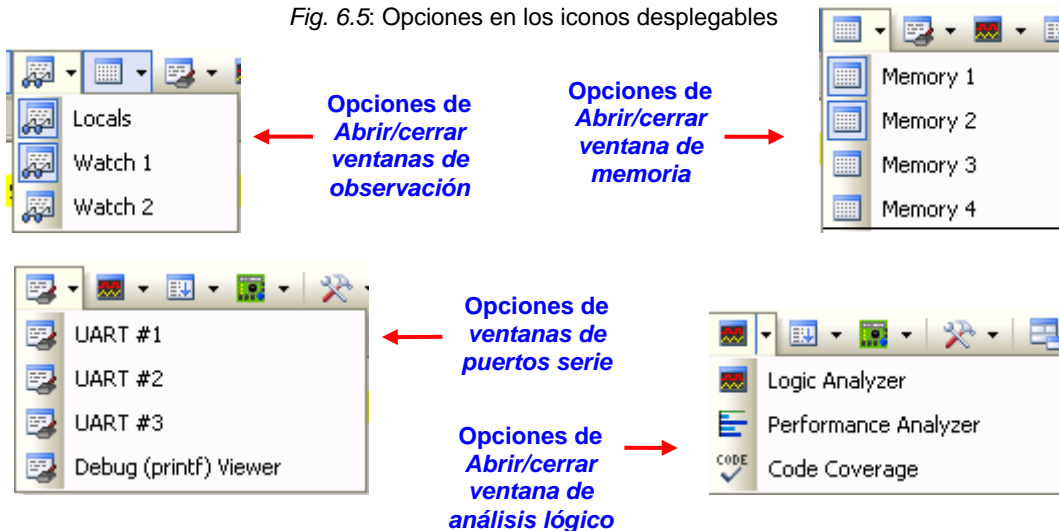 Fig. 6.5: Opciones en los iconos desplegables
Locals
Watch 1
Watch 2
Opciones de
Abrir/cerrar
ventanas de
observación
Opciones de
Abrir/cerrar
ventana de
memoria
Memory 1
Memory 2
Memory 3
Memory 4
UART #1
UART #2
UART #3
Debug (printf) Viewer
Opciones de
ventanas de
puertos serie
Opciones de
Abrir/cerrar
ventana de
análisis lógico
Logic Analyzer
Performance Analyzer
CODE
Code Coverage